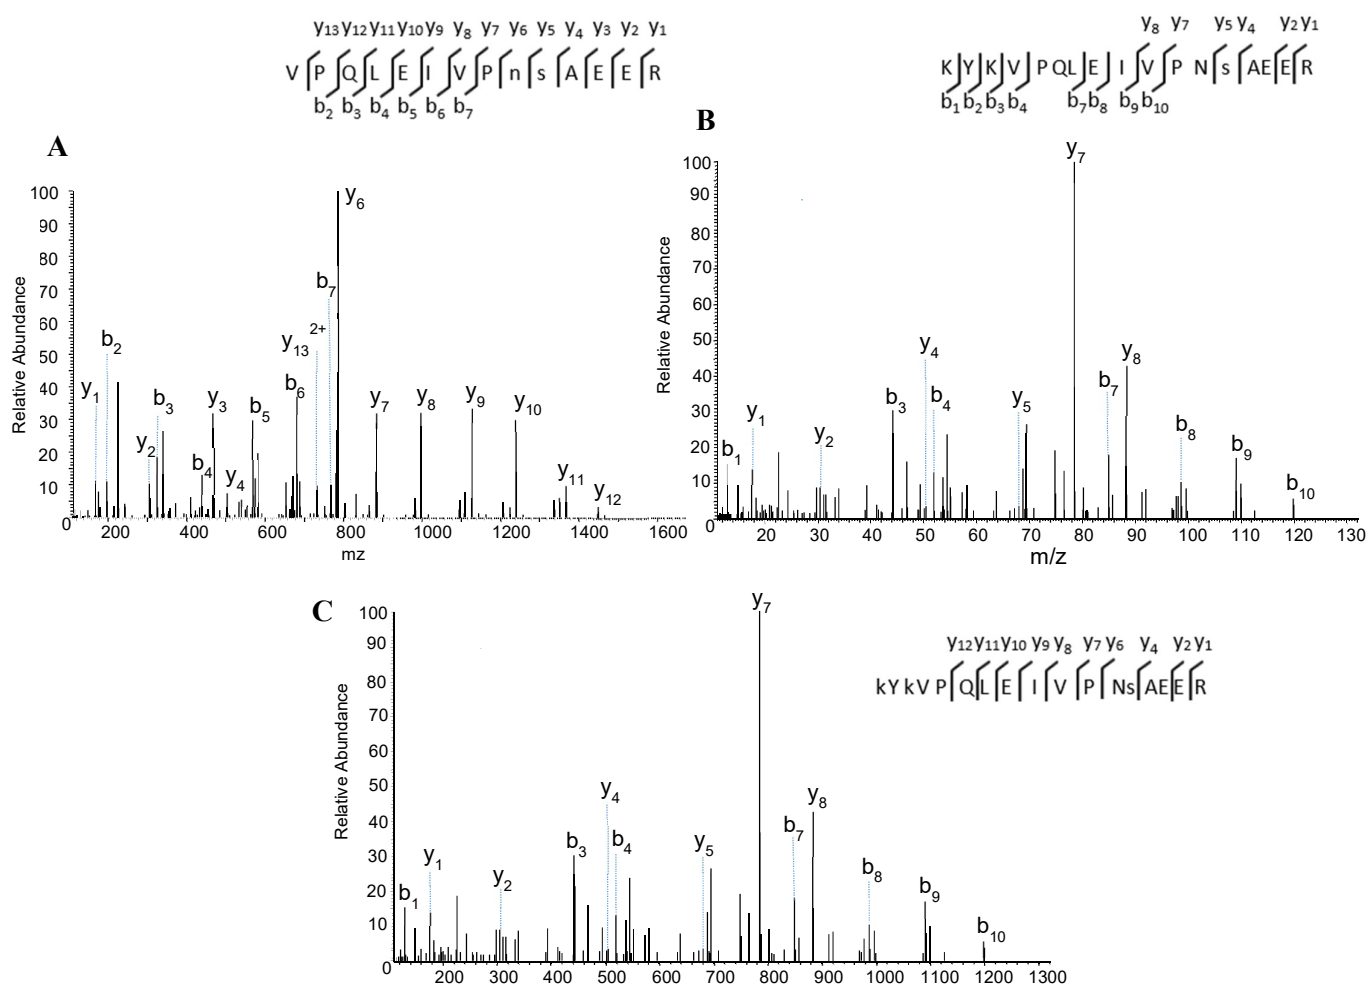 y13 y12 y11 y10 y9 y8 y7 y6 y5 y4 y3 y2 y1
V P Q L E I V P n s A E E R
b2 b3 b4 b5 b6 b7
y8 y7 y5 y4 y2 y1
K Y K V P QL E I V P N s AE E R
b1 b2 b3 b4 b7 b8 b9 b10
A
B
Relative Abundance
100
90
80
70
60
50
40
30
20
10
0
y1
b2
y2
b3
b4
y3
y4
b5
b6
y13 2+
b7
y6
y7
y8
y9
y10
y11
y12
200 400 600 800 1000 1200 1400 1600
mz
Relative Abundance
100
90
80
70
60
50
40
30
20
10
0
b1
y1
y2
b3
y4
b4
y5
y7
b7
y8
b8
b9
b10
20 30 40 50 60 70 80 90 100 110 120 130
m/z
C
y12 y11 y10 y9 y8 y7 y6 y4 y2 y1
kY kV P Q L E I V P Ns AE E R
Relative Abundance
100
90
80
70
60
50
40
30
20
10
0
b1
y1
y2
b3
y4
b4
y5
y7
b7
y8
b8
b9
b10
200 300 400 500 600 700 800 900 1000 1100 1200 1300